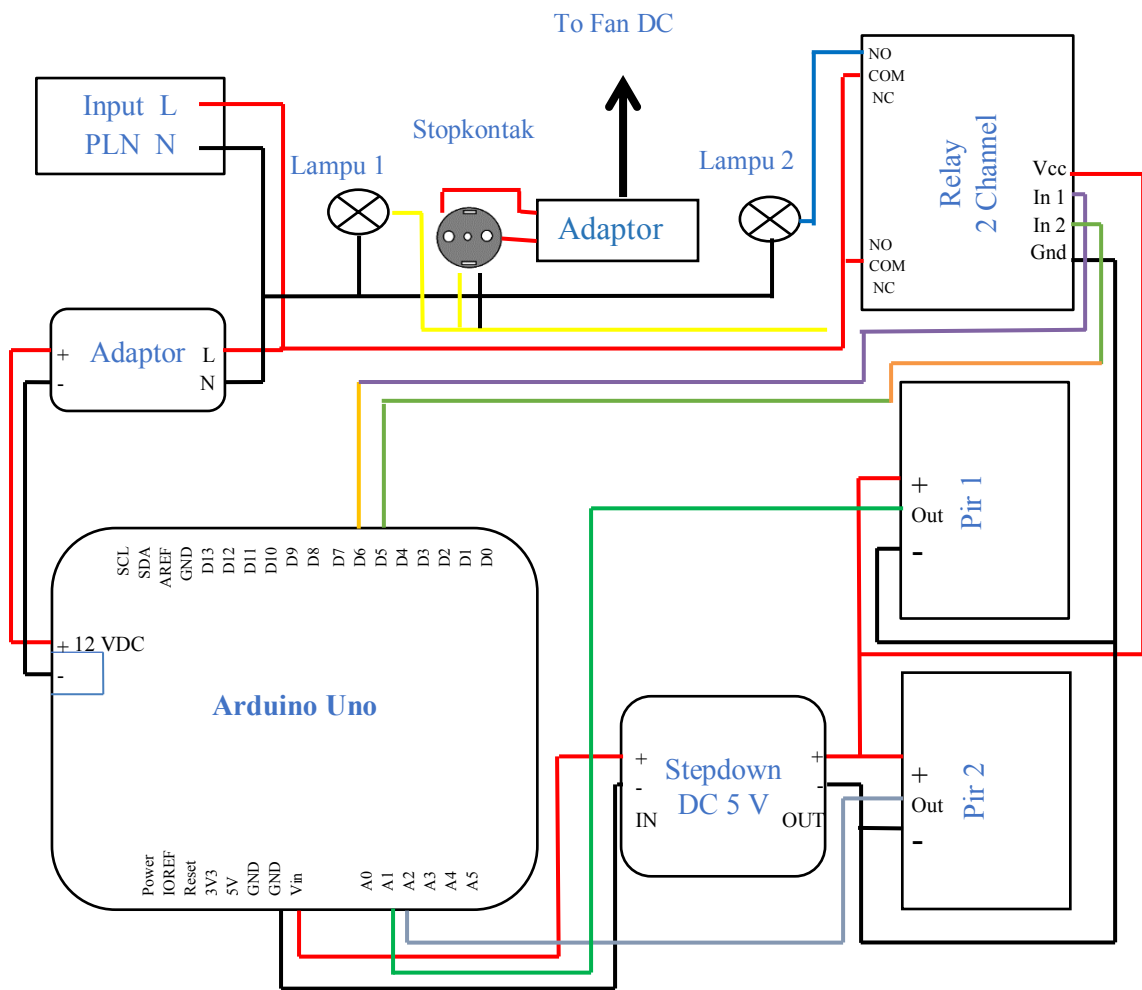 To Fan DC
Input L
PLN N
Stopkontak
Lampu 1
Lampu 2
Adaptor
NO
COM
NC
Relay
2 Channel
Vcc
In 1
In 2
Gnd
NO
COM
NC
+ Adaptor L
- N
SCL
SDA
AREF
GND
D13
D12
D11
D10
D9
D8
D7
D6
D5
D4
D3
D2
D1
D0
+ 12 VDC
-
Arduino Uno
Power
IOREF
Reset
3V3
5V
GND
GND
Vin
A0
A1
A2
A3
A4
A5
+
-
IN
Stepdown
DC 5 V
+
-
OUT
+
Out
-
Pir 1
+
Out
-
Pir 2